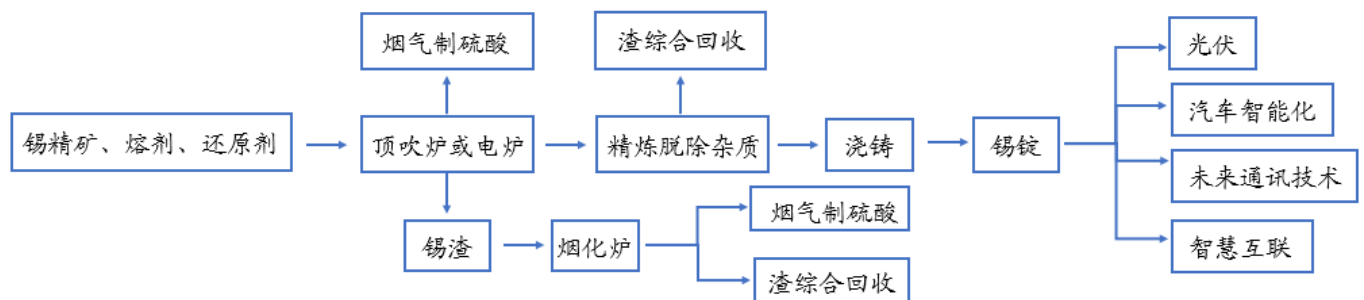 烟气制硫酸
渣综合回收
光伏
锡精矿、熔剂、还原剂
顶吹炉或电炉
精炼脱除杂质
浇铸
锡锭
汽车智能化
未来通讯技术
智慧互联
锡渣
烟化炉
烟气制硫酸
渣综合回收